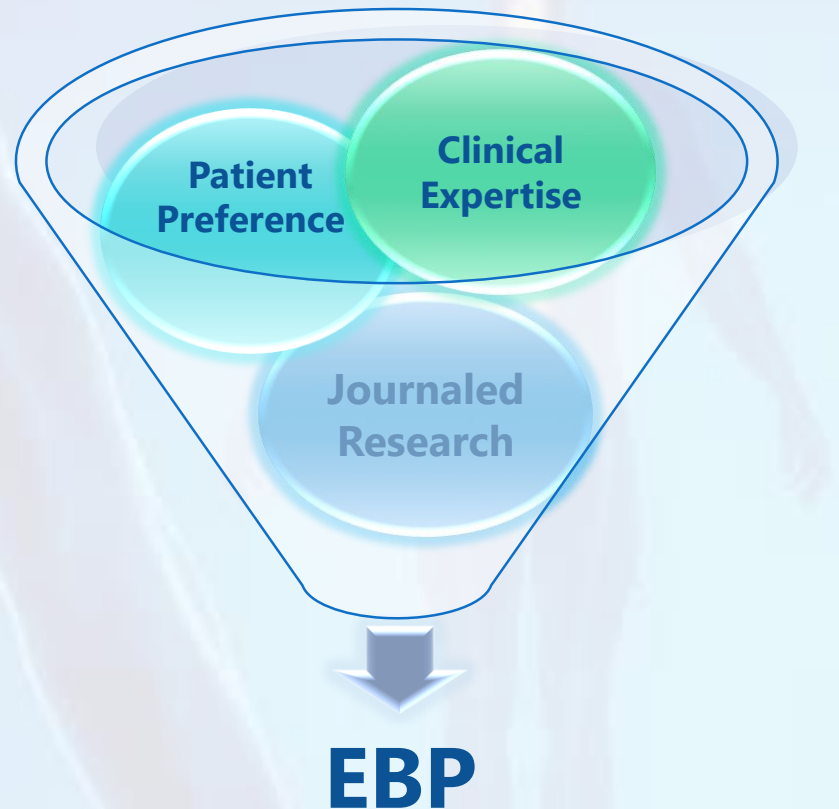 Patient
Preference
Clinical
Expertise
Journaled
Research
EBP